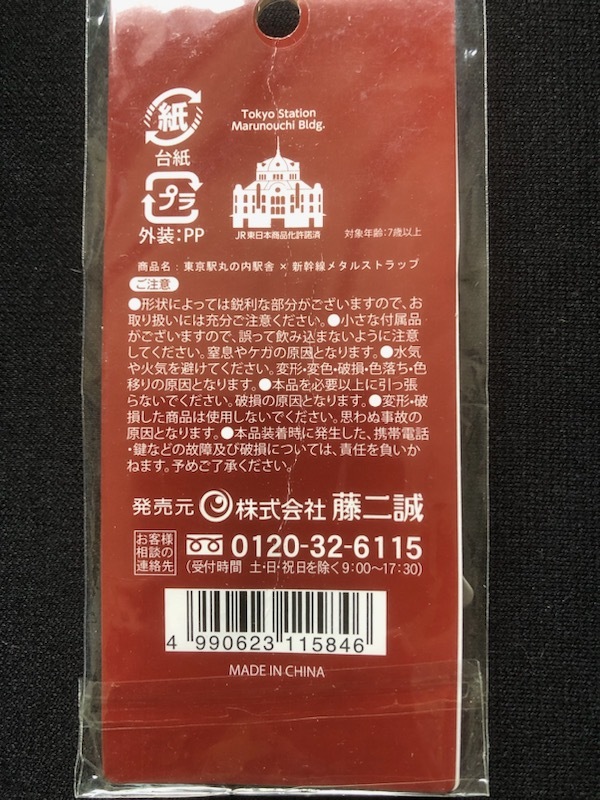 紙
台紙
プラ
外装:PP
Tokyo Station
Marunouchi Bldg.
JR東日本商品化許諾済
対象年齢:7歳以上
商品名:東京駅丸の内駅舎 × 新幹線メタルストラップ
ご注意
●形状によっては鋭利な部分がございますので、お
取り扱いには充分ご注意ください。●小さな付属品
がございますので、誤って飲み込まないように注意
してください。窒息やケガの原因となります。●水気
や火気を避けてください。変形・変色・破損・色落ち・色
移りの原因となります。●本品を必要以上に引っ張
らないでください。破損の原因となります。●変形・破
損した商品は使用しないでください。思わぬ事故の
原因となります。●本品装着時に発生した、携帯電話
・鍵などの故障及び破損については、責任を負いか
ねます。予めご了承ください。
発売元 株式会社 藤二誠
お客様
相談の
連絡先
0120-32-6115
(受付時間 土・日・祝日を除く9:00〜17:30)
4 990623 115846
MADE IN CHINA